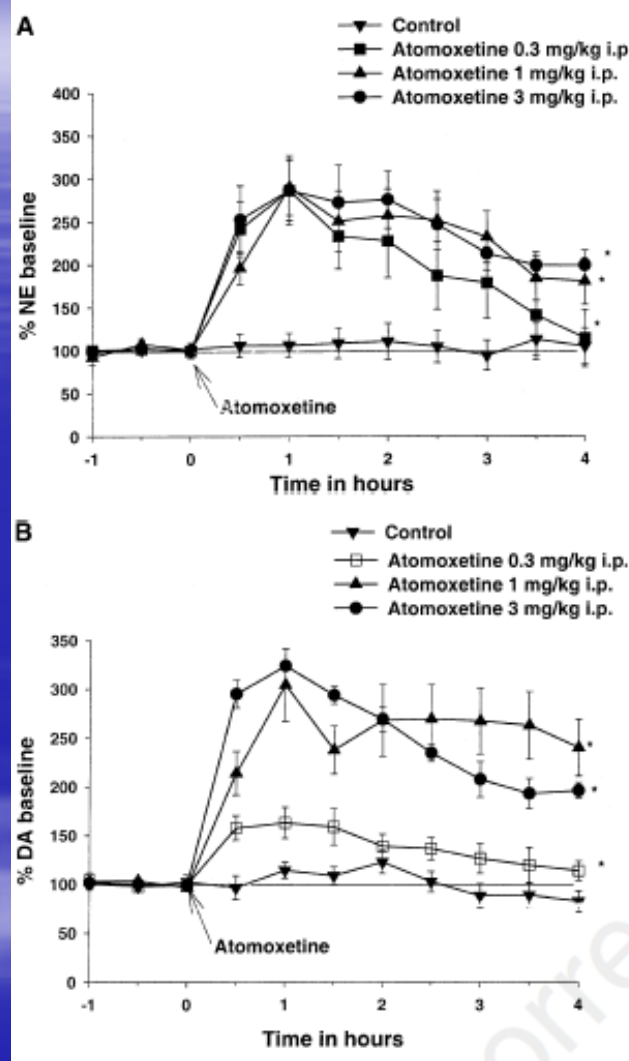 A
Control
Atomoxetine 0.3 mg/kg i.p
Atomoxetine 1 mg/kg i.p.
Atomoxetine 3 mg/kg i.p.
400
350
300
250
200
150
100
50
0
% NE baseline
*
*
*
Atomoxetine
-1 0 1 2 3 4
Time in hours
B
Control
Atomoxetine 0.3 mg/kg i.p.
Atomoxetine 1 mg/kg i.p.
Atomoxetine 3 mg/kg i.p.
350
300
250
200
150
100
50
0
% DA baseline
*
*
*
Atomoxetine
-1 0 1 2 3 4
Time in hours
orre